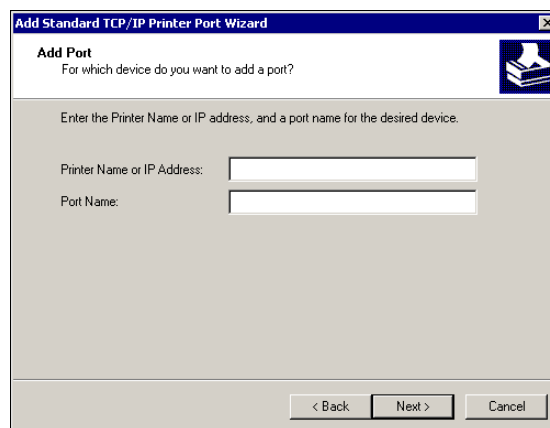 Add Standard TCP/IP Printer Port Wizard
Add Port
For which device do you want to add a port?
Enter the Printer Name or IP address, and a port name for the desired device.
Printer Name or IP Address:
Port Name:
< Back Next > Cancel